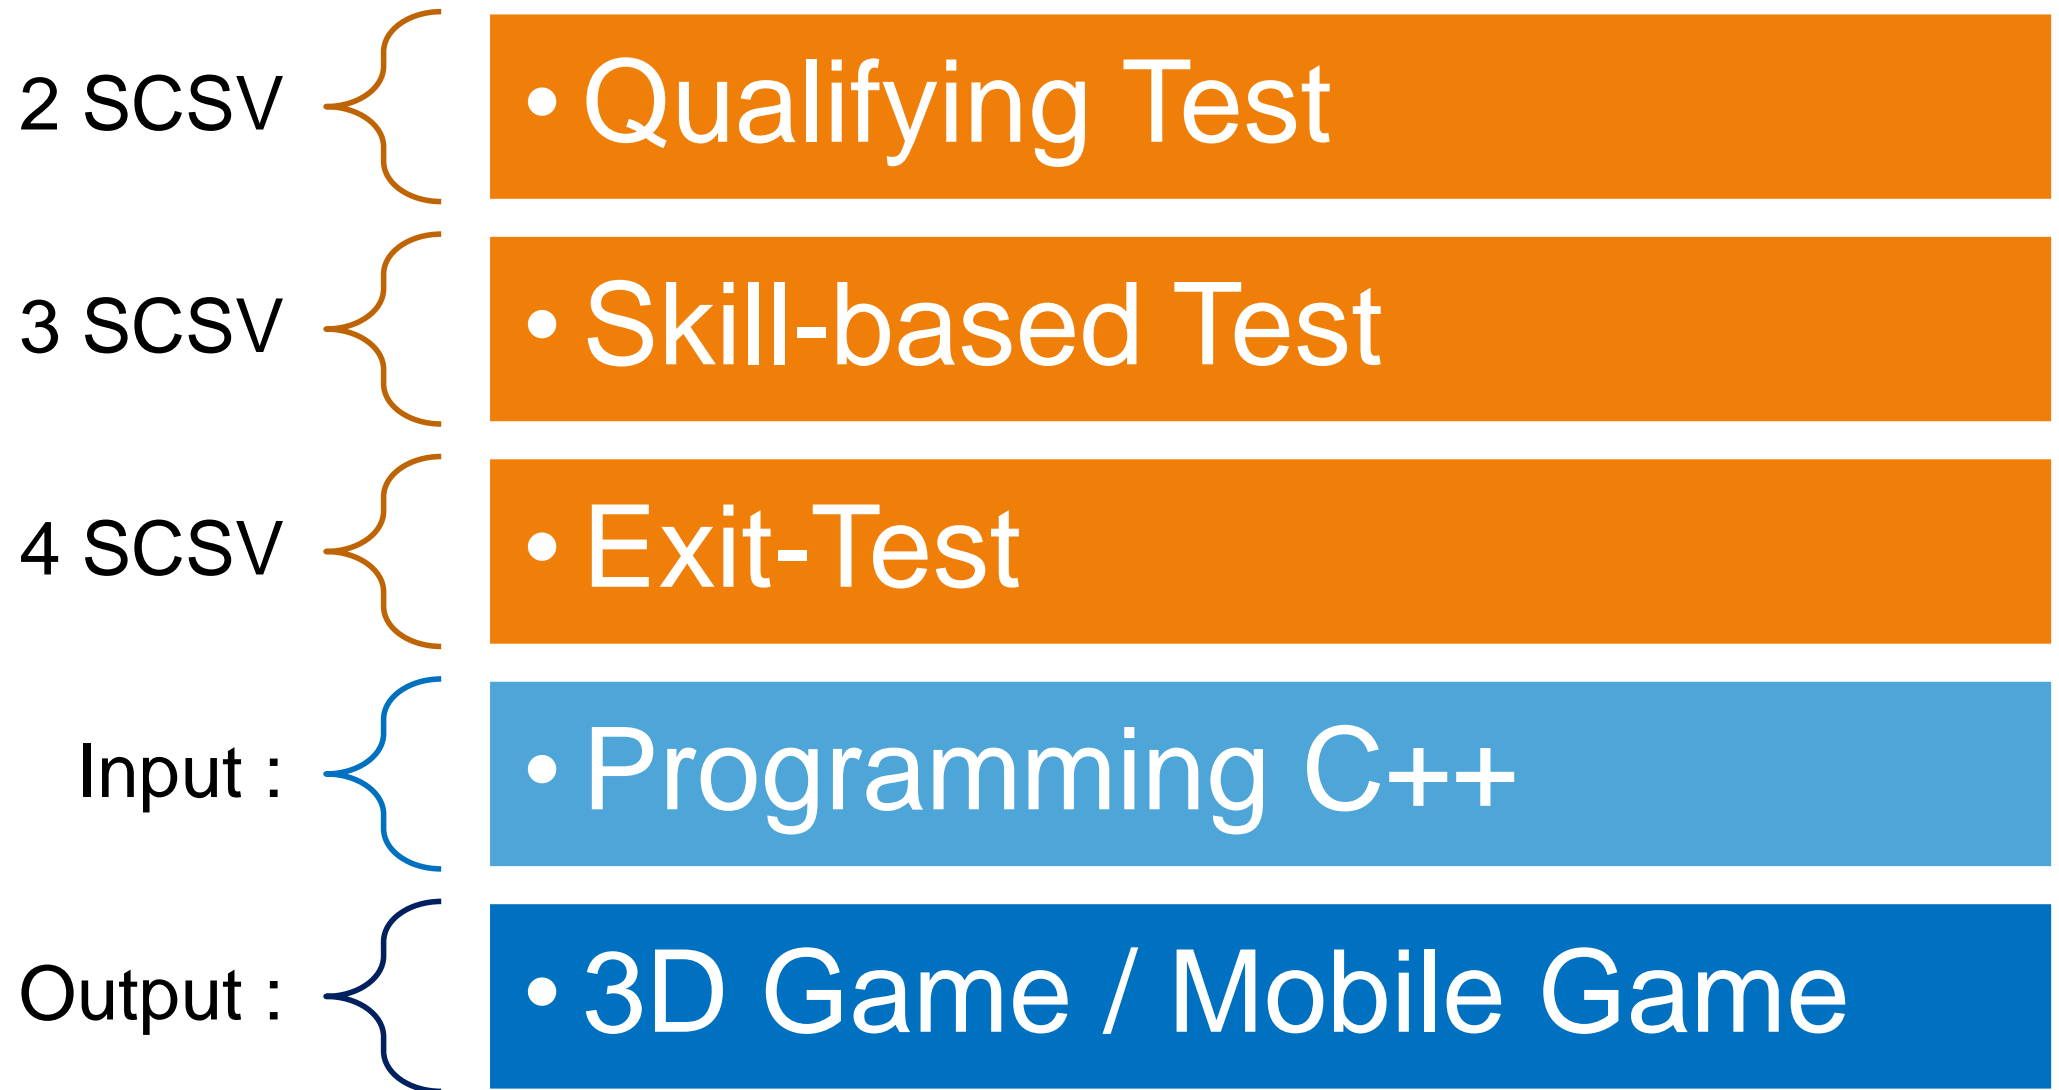 2 SCSV • Qualifying Test
3 SCSV • Skill-based Test
4 SCSV • Exit-Test
Input : • Programming C++
Output : • 3D Game / Mobile Game